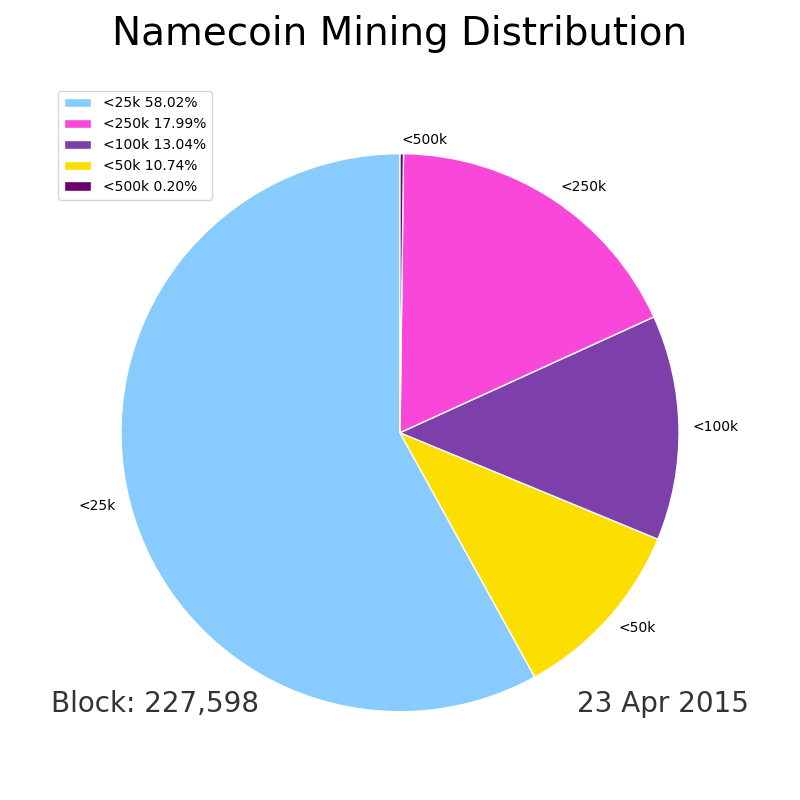 Namecoin Mining Distribution
<25k 58.02%
<250k 17.99%
<100k 13.04%
<50k 10.74%
<500k 0.20%
<500k
<250k
<100k
<25k
<50k
Block: 227,598
23 Apr 2015